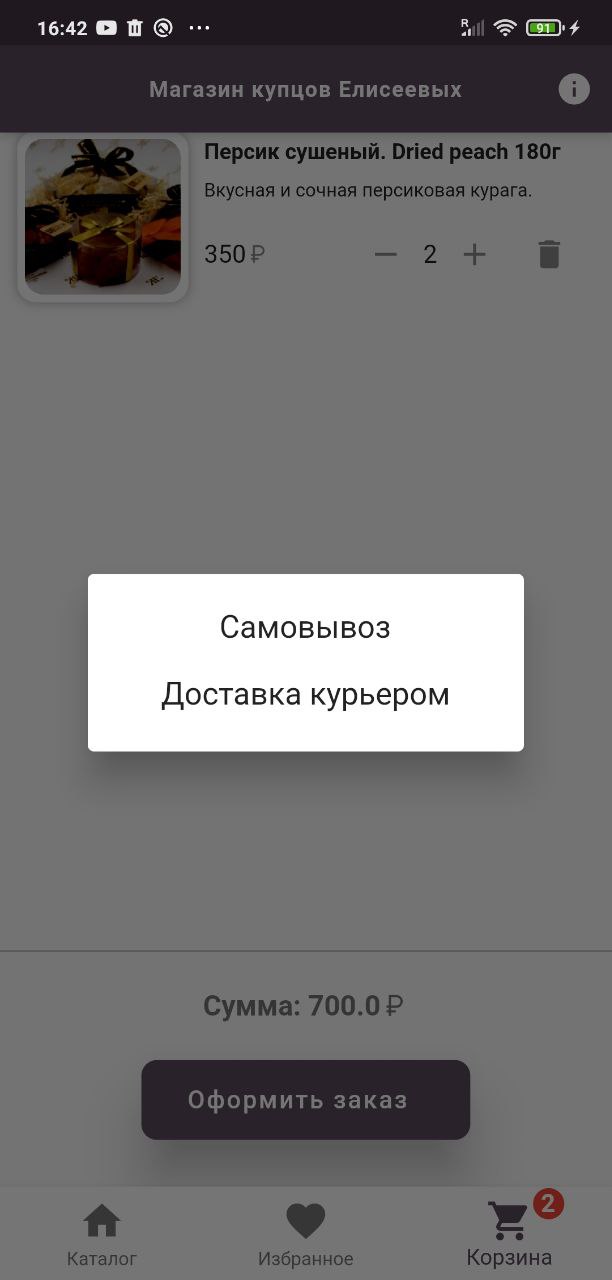 16:42
R
91
Магазин купцов Елисеевых
Персик сушеный. Dried peach 180г
Вкусная и сочная персиковая курага.
350 ₽
2
Самовывоз
Доставка курьером
Сумма: 700.0 ₽
Оформить заказ
2
Каталог
Избранное
Корзина